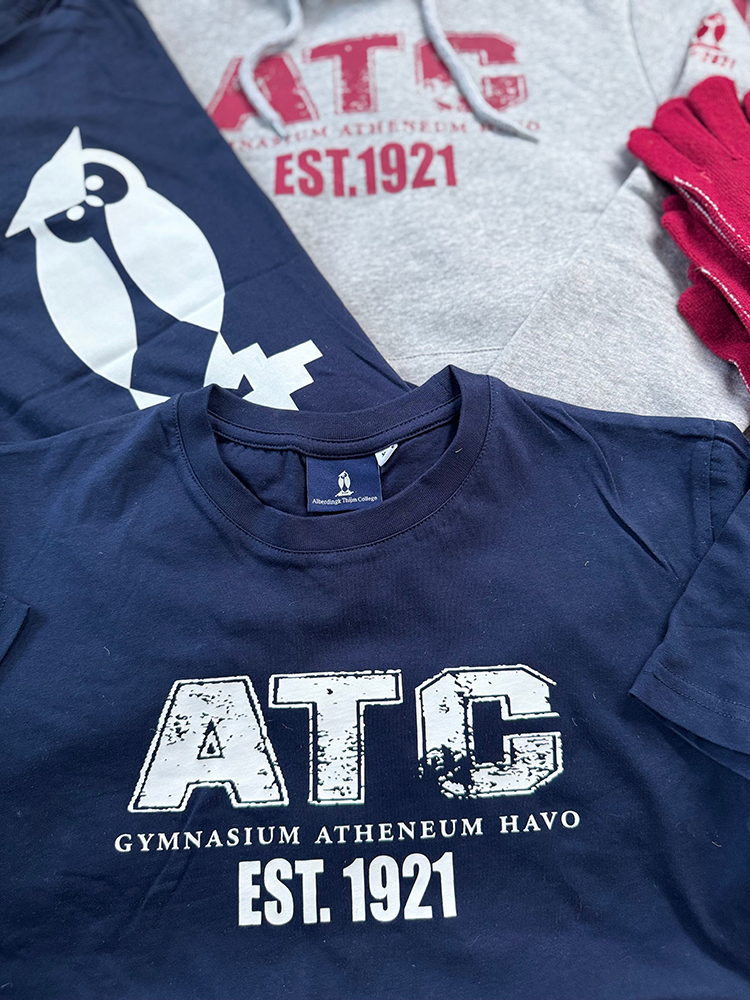 ATC
GYMNASIUM ATHENEUM HAVO
EST.1921
1921
Alberdingk Thijm College
ATC
GYMNASIUM ATHENEUM HAVO
EST. 1921